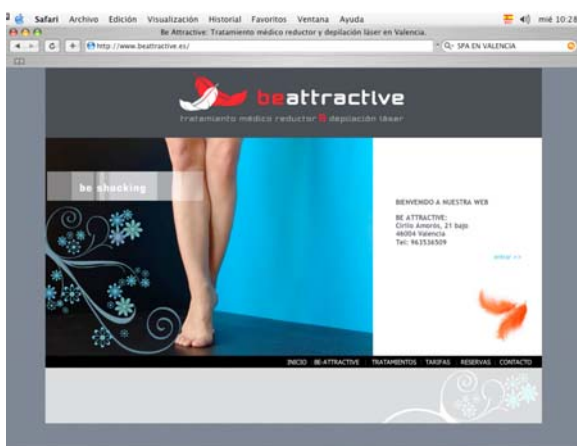 Safari Archivo Edición Visualización Historial Favoritos Ventana Ayuda mié 10:28
Be Attractive: Tratamiento médico reductor y depilación láser en Valencia.
http://www.beattractive.es/ SPA EN VALENCIA
beattractive
tratamiento médico reductor & depilación láser
be shocking
BIENVENIDO A NUESTRA WEB
BE ATTRACTIVE:
Cirilo Amorós, 21 bajo
46004 Valencia
Tel: 963536509
entrar >>
INICIO BE-ATTRACTIVE TRATAMIENTOS TARIFAS RESERVAS CONTACTO